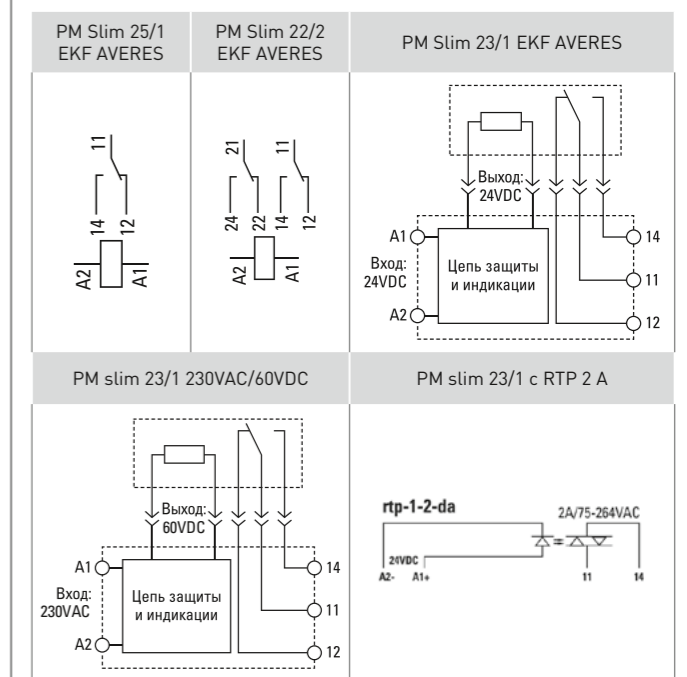 PM Slim 25/1
EKF AVERES
PM Slim 22/2
EKF AVERES
PM Slim 23/1 EKF AVERES
11
14
12
A2
A1
21
11
24
22
14
12
A2
A1
Выход:
24VDC
A1
14
Вход:
24VDC
Цепь защиты
и индикации
11
A2
12
PM slim 23/1 230VAC/60VDC
PM slim 23/1 с RTP 2 A
Выход:
60VDC
A1
14
Вход:
230VAC
Цепь защиты
и индикации
11
A2
12
rtp-1-2-da
2A/75-264VAC
24VDC
A2-
A1+
11
14